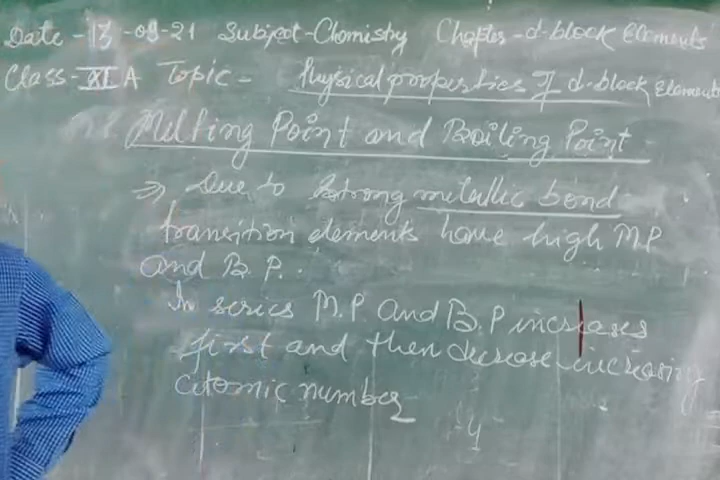 Date - 13 - 09 - 21 Subject - Chemistry Chapter - d-block Elements
Class - XII A Topic - Physical properties of d-block Elements
Melting Point and Boiling Point
⇒ Due to strong metallic bond
transition elements have high M.P
and B.P.
In series M.P and B.P increases
first and then decrease increasing
atomic number